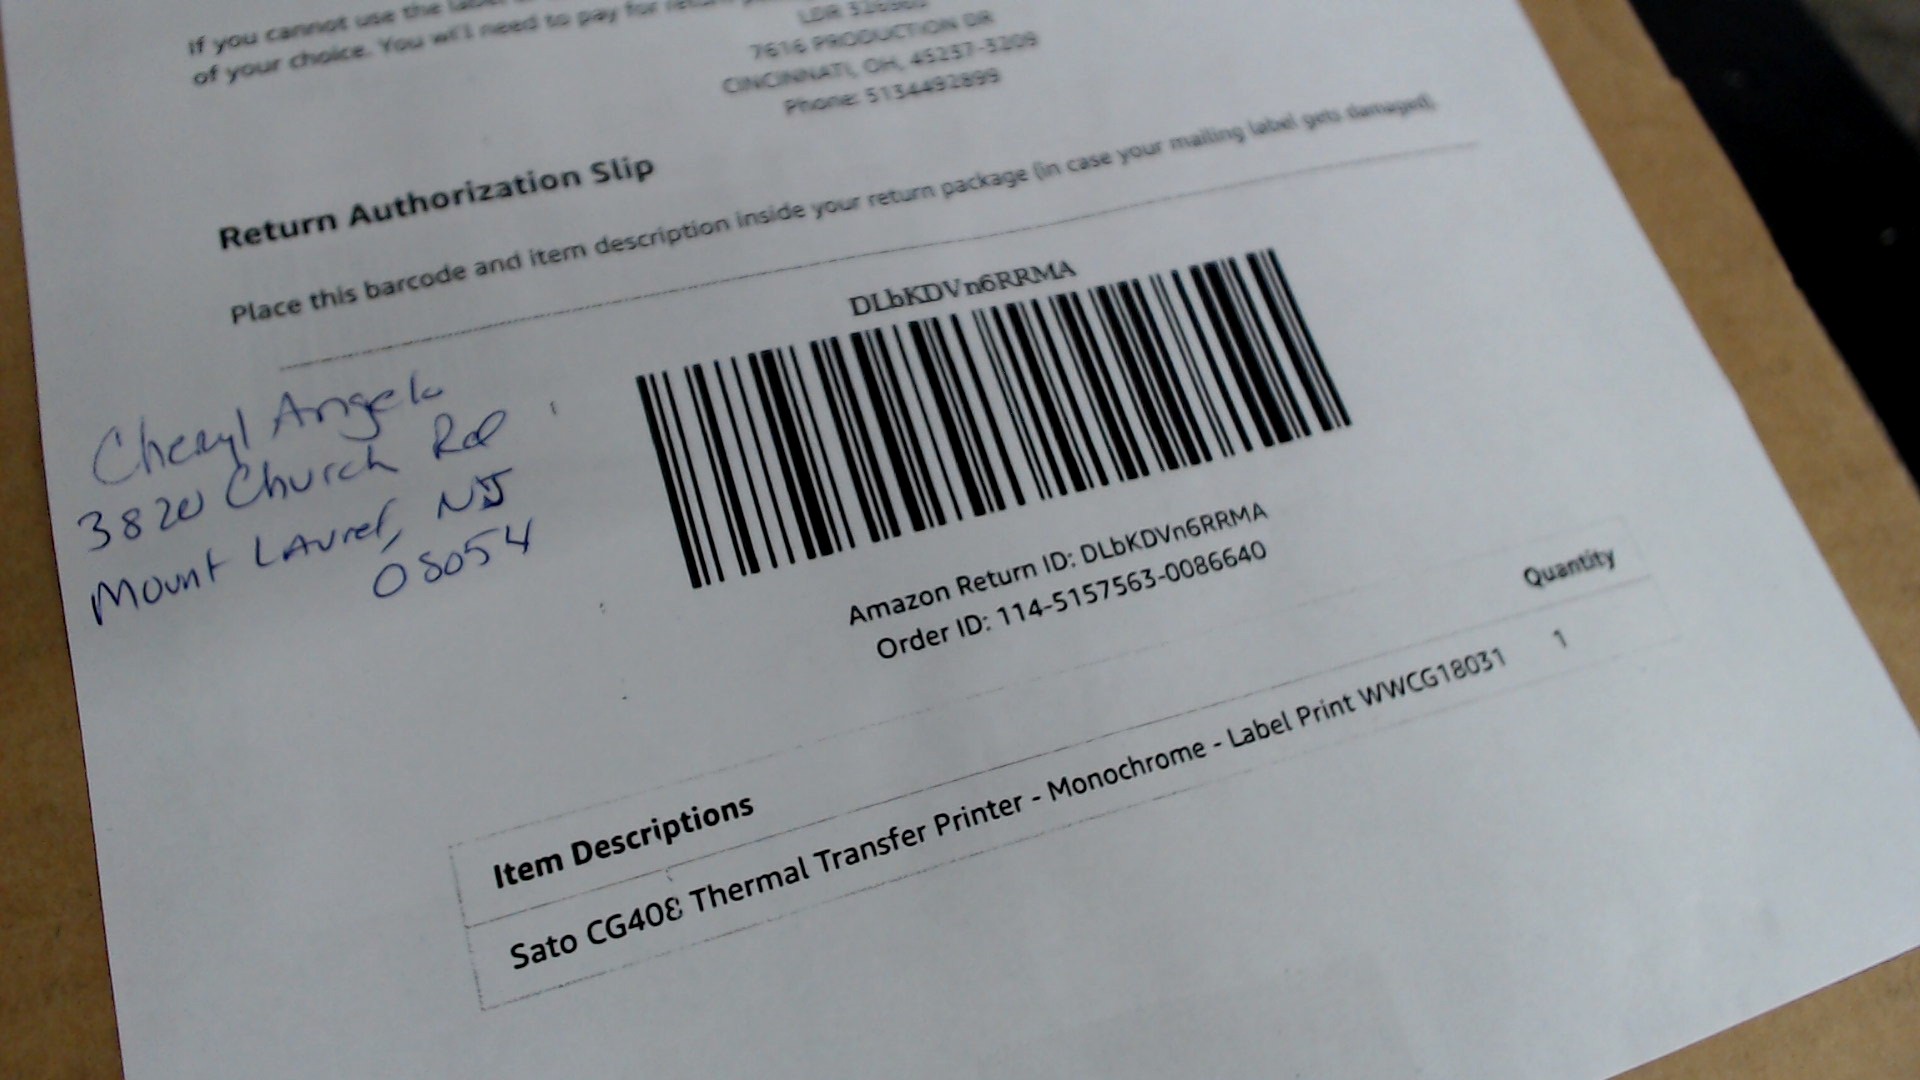 If you cannot use the label
of your choice. You will need to pay for return
LDR
7616 PRODUCTION DR
CINCINNATI, OH, 45237-3209
Phone: 5134492899
Return Authorization Slip
Place this barcode and item description inside your return package (in case your mailing label gets damaged).
DLbKDVn6RRMA
Cheryl Angelo
3820 Church Rd
Mount Laurel, NJ
08054
Amazon Return ID: DLbKDVn6RRMA
Order ID: 114-5157563-0086640
Item Descriptions Quantity
Sato CG408 Thermal Transfer Printer - Monochrome - Label Print WWCG18031 1